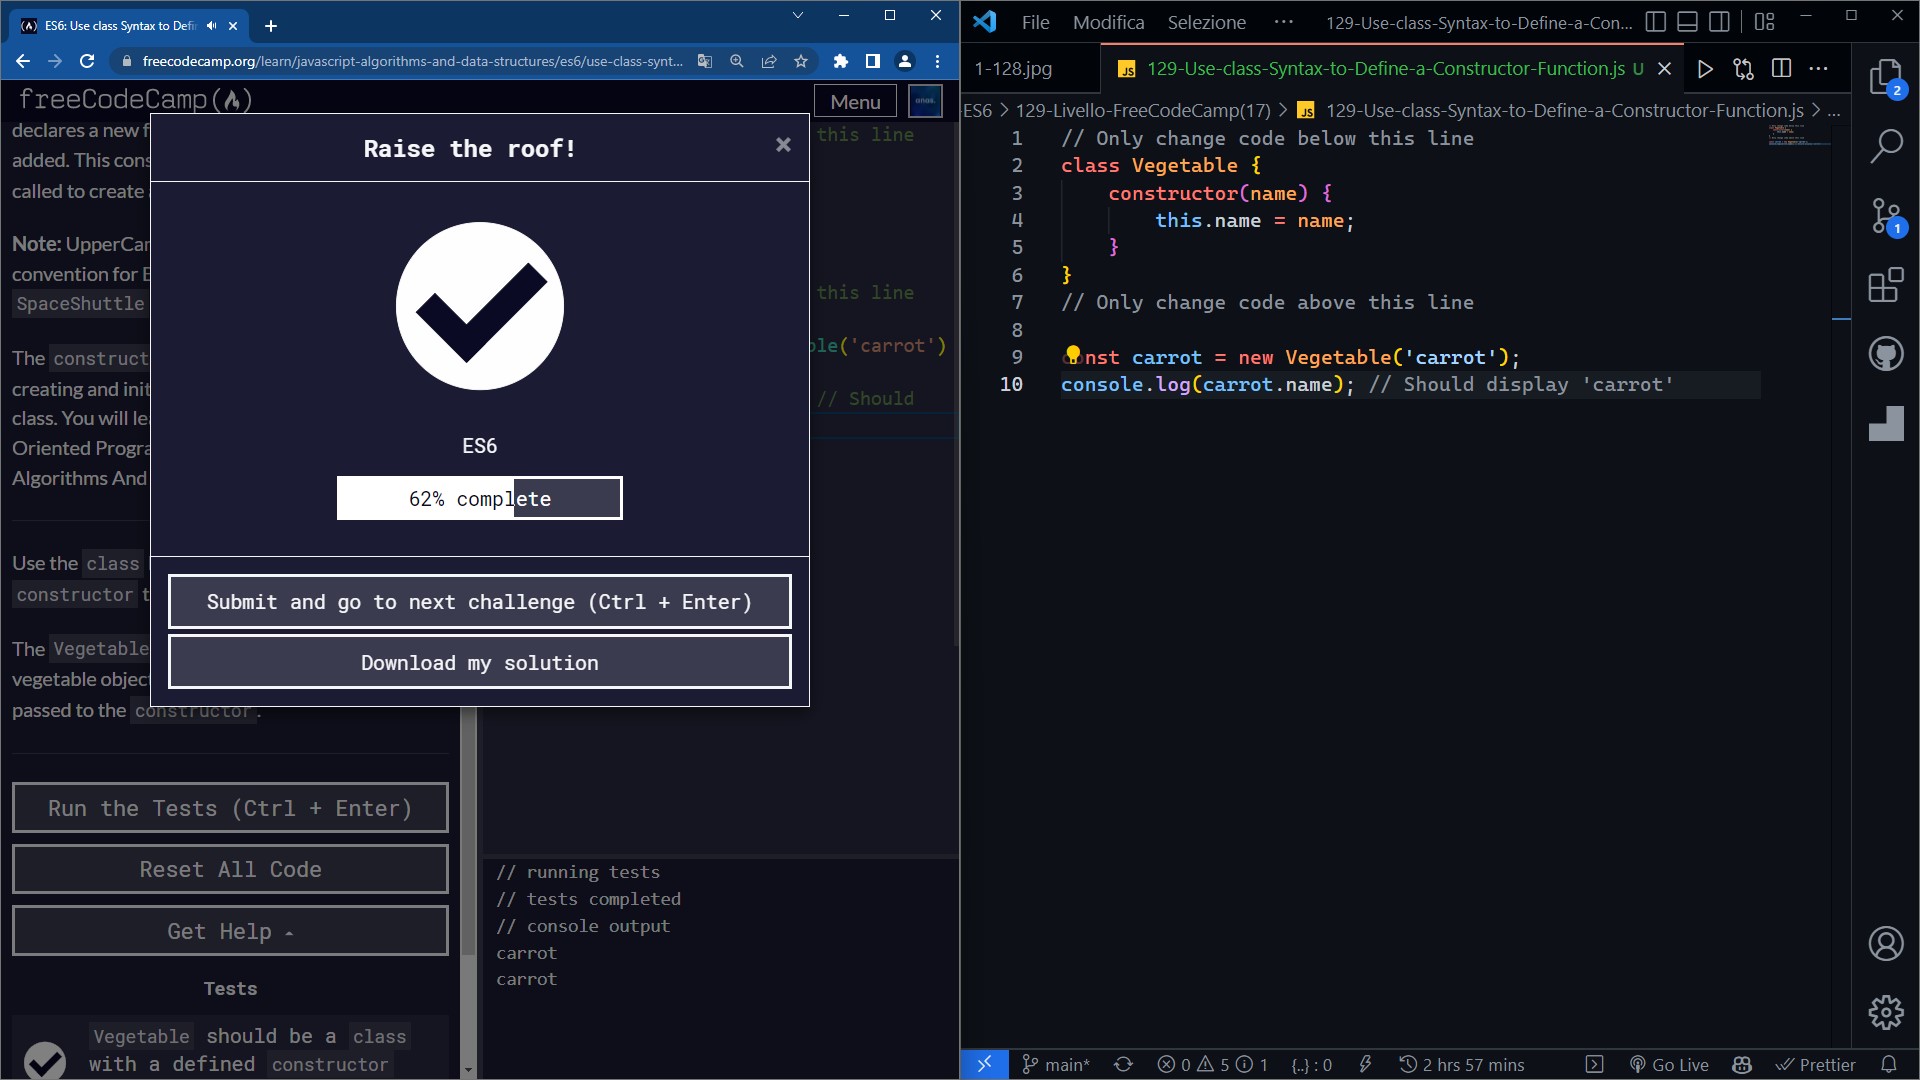 ES6: Use class Syntax to Defin
freecodecamp.org/learn/javascript-algorithms-and-data-structures/es6/use-class-synt...
freeCodeCamp
Menu
declares a new f
added. This cons
called to create
Note: UpperCam
convention for E
SpaceShuttle
The construct
creating and init
class. You will lea
Oriented Progra
Algorithms And
Use the class
constructor t
The Vegetable
vegetable object
passed to the constructor.
Run the Tests (Ctrl + Enter)
Reset All Code
Get Help
Tests
Vegetable should be a class
with a defined constructor
this line
this line
ble('carrot')
// Should
Raise the roof!
×
ES6
62% complete
Submit and go to next challenge (Ctrl + Enter)
Download my solution
// running tests
// tests completed
// console output
carrot
carrot
File Modifica Selezione ··· 129-Use-class-Syntax-to-Define-a-Con...
1-128.jpg JS 129-Use-class-Syntax-to-Define-a-Constructor-Function.js U
-ES6 > 129-Livello-FreeCodeCamp(17) > JS 129-Use-class-Syntax-to-Define-a-Constructor-Function.js > ...
1 // Only change code below this line
2 class Vegetable {
3 constructor(name) {
4 this.name = name;
5 }
6 }
7 // Only change code above this line
8
9 const carrot = new Vegetable('carrot');
10 console.log(carrot.name); // Should display 'carrot'
2
1
main* 0 5 1 {..} : 0 2 hrs 57 mins Go Live Prettier